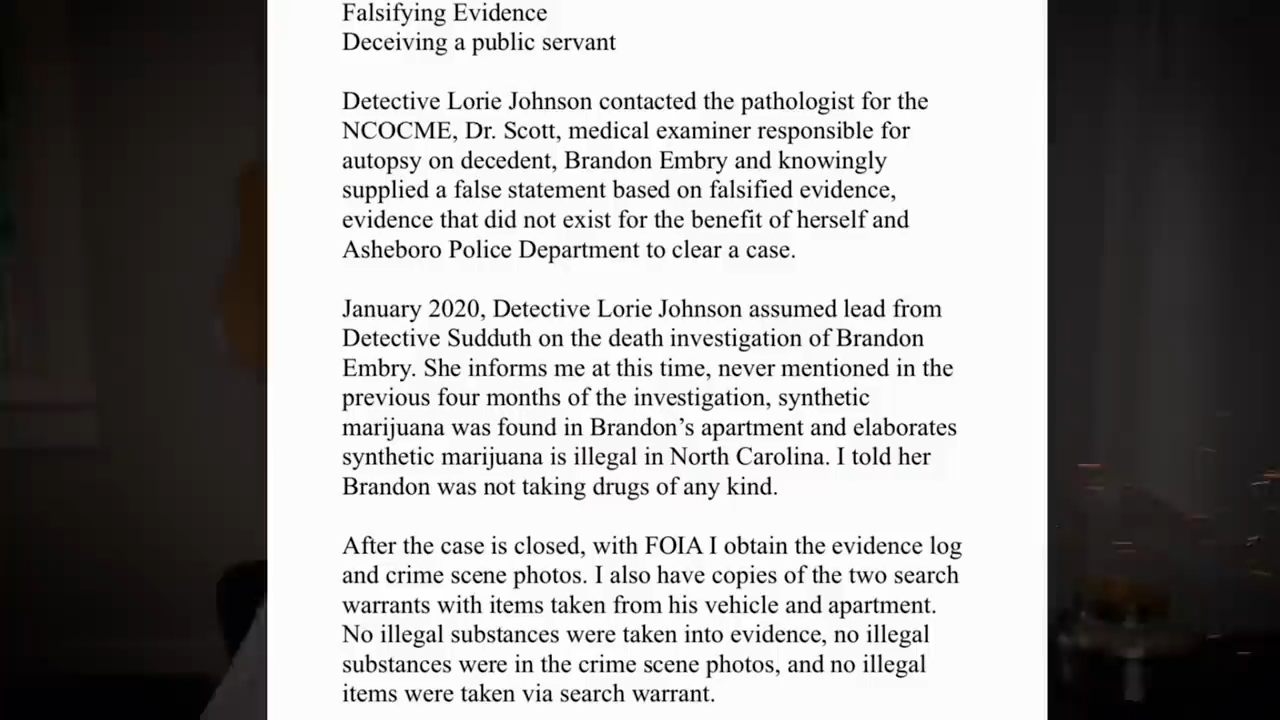 Falsifying Evidence
Deceiving a public servant
Detective Lorie Johnson contacted the pathologist for the
NCOCME, Dr. Scott, medical examiner responsible for
autopsy on decedent, Brandon Embry and knowingly
supplied a false statement based on falsified evidence,
evidence that did not exist for the benefit of herself and
Asheboro Police Department to clear a case.
January 2020, Detective Lorie Johnson assumed lead from
Detective Sudduth on the death investigation of Brandon
Embry. She informs me at this time, never mentioned in the
previous four months of the investigation, synthetic
marijuana was found in Brandon’s apartment and elaborates
synthetic marijuana is illegal in North Carolina. I told her
Brandon was not taking drugs of any kind.
After the case is closed, with FOIA I obtain the evidence log
and crime scene photos. I also have copies of the two search
warrants with items taken from his vehicle and apartment.
No illegal substances were taken into evidence, no illegal
substances were in the crime scene photos, and no illegal
items were taken via search warrant.